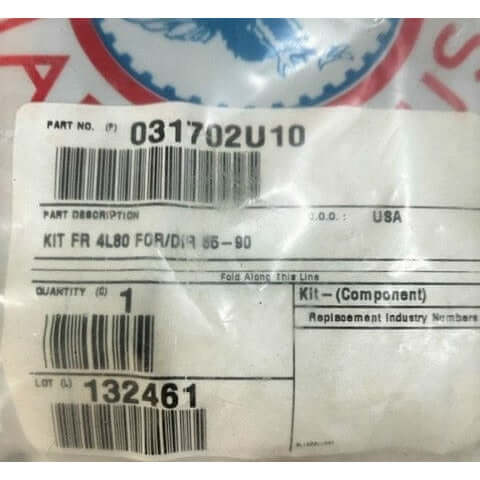 PART NO. (P) 031702U10
PART DESCRIPTION
C.O.O.: USA
KIT FR 4L80 FOR/DIR 85-90
Fold Along This Line
QUANTITY (Q) 1
Kit-(Component)
Replacement Industry Numbers
LOT (L) 132461